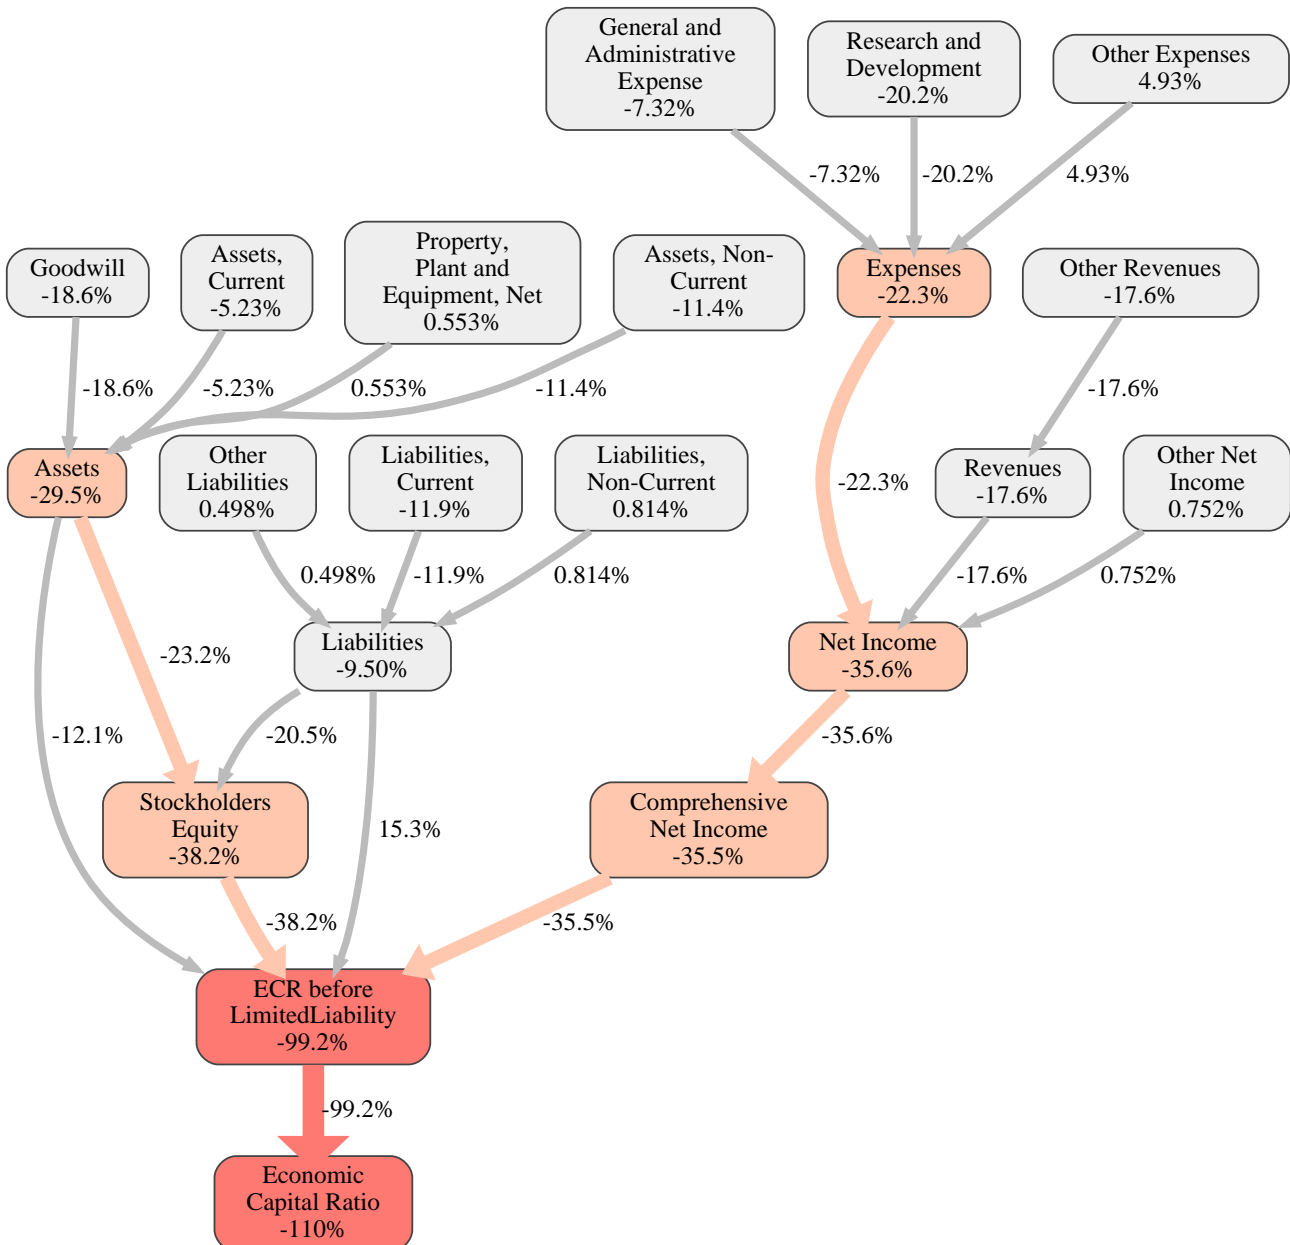 General and
Administrative
Expense
-7.32%
Research and
Development
-20.2%
Other Expenses
4.93%
-7.32%
-20.2%
4.93%
Goodwill
-18.6%
Assets,
Current
-5.23%
Property,
Plant and
Equipment, Net
0.553%
Assets, Non-
Current
-11.4%
Expenses
-22.3%
Other Revenues
-17.6%
-18.6%
-5.23%
0.553%
-11.4%
-17.6%
Assets
-29.5%
Other
Liabilities
0.498%
Liabilities,
Current
-11.9%
Liabilities,
Non-Current
0.814%
-22.3%
Revenues
-17.6%
Other Net
Income
0.752%
0.498%
-11.9%
0.814%
-17.6%
0.752%
-23.2%
Liabilities
-9.50%
Net Income
-35.6%
-12.1%
-20.5%
-35.6%
Stockholders
Equity
-38.2%
15.3%
Comprehensive
Net Income
-35.5%
-38.2%
-35.5%
ECR before
LimitedLiability
-99.2%
-99.2%
Economic
Capital Ratio
-110%